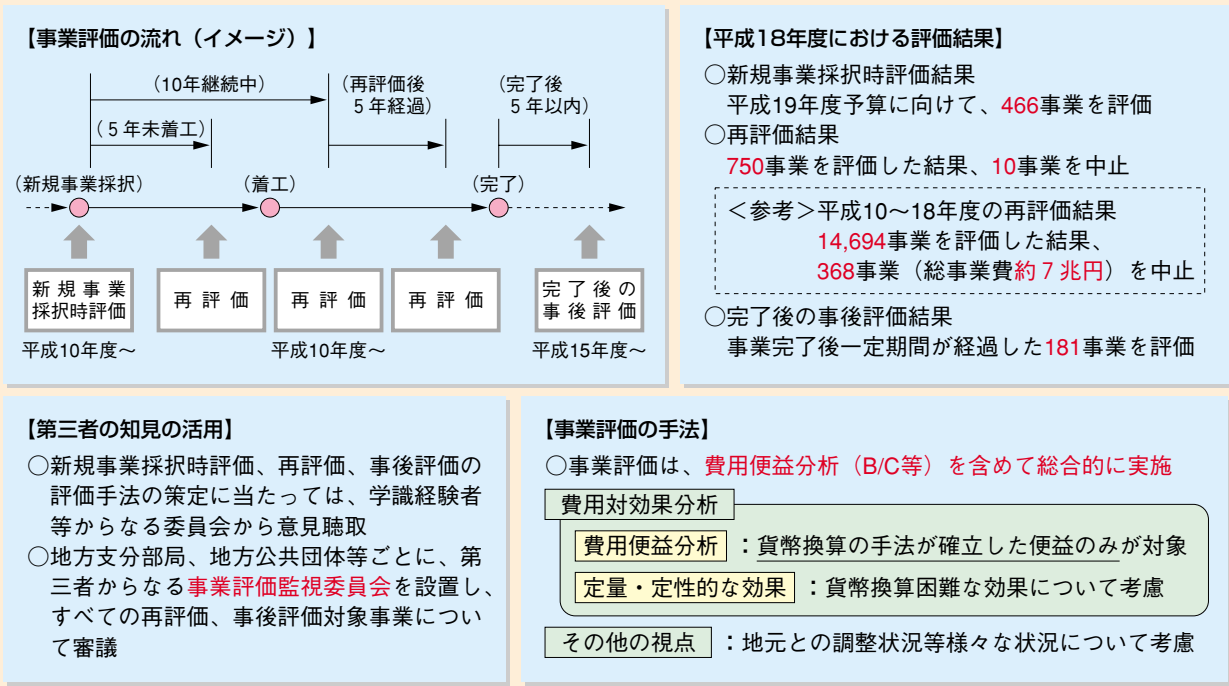 【事業評価の流れ（イメージ）】
（10年継続中）
（再評価後
5年経過）
（完了後
5年以内）
（5年未着工）
（新規事業採択）
（着工）
（完了）
新規事業
採択時評価
再評価
再評価
再評価
完了後の
事後評価
平成10年度～
平成10年度～
平成15年度～
【平成18年度における評価結果】
○新規事業採択時評価結果
平成19年度予算に向けて、466事業を評価
○再評価結果
750事業を評価した結果、10事業を中止
＜参考＞平成10～18年度の再評価結果
14,694事業を評価した結果、
368事業（総事業費約7兆円）を中止
○完了後の事後評価結果
事業完了後一定期間が経過した181事業を評価
【第三者の知見の活用】
○新規事業採択時評価、再評価、事後評価の
評価手法の策定に当たっては、学識経験者
等からなる委員会から意見聴取
○地方支分部局、地方公共団体等ごとに、第
三者からなる事業評価監視委員会を設置し、
すべての再評価、事後評価対象事業につい
て審議
【事業評価の手法】
○事業評価は、費用便益分析（B/C等）を含めて総合的に実施
費用対効果分析
費用便益分析：貨幣換算の手法が確立した便益のみが対象
定量・定性的な効果：貨幣換算困難な効果について考慮
その他の視点：地元との調整状況等様々な状況について考慮